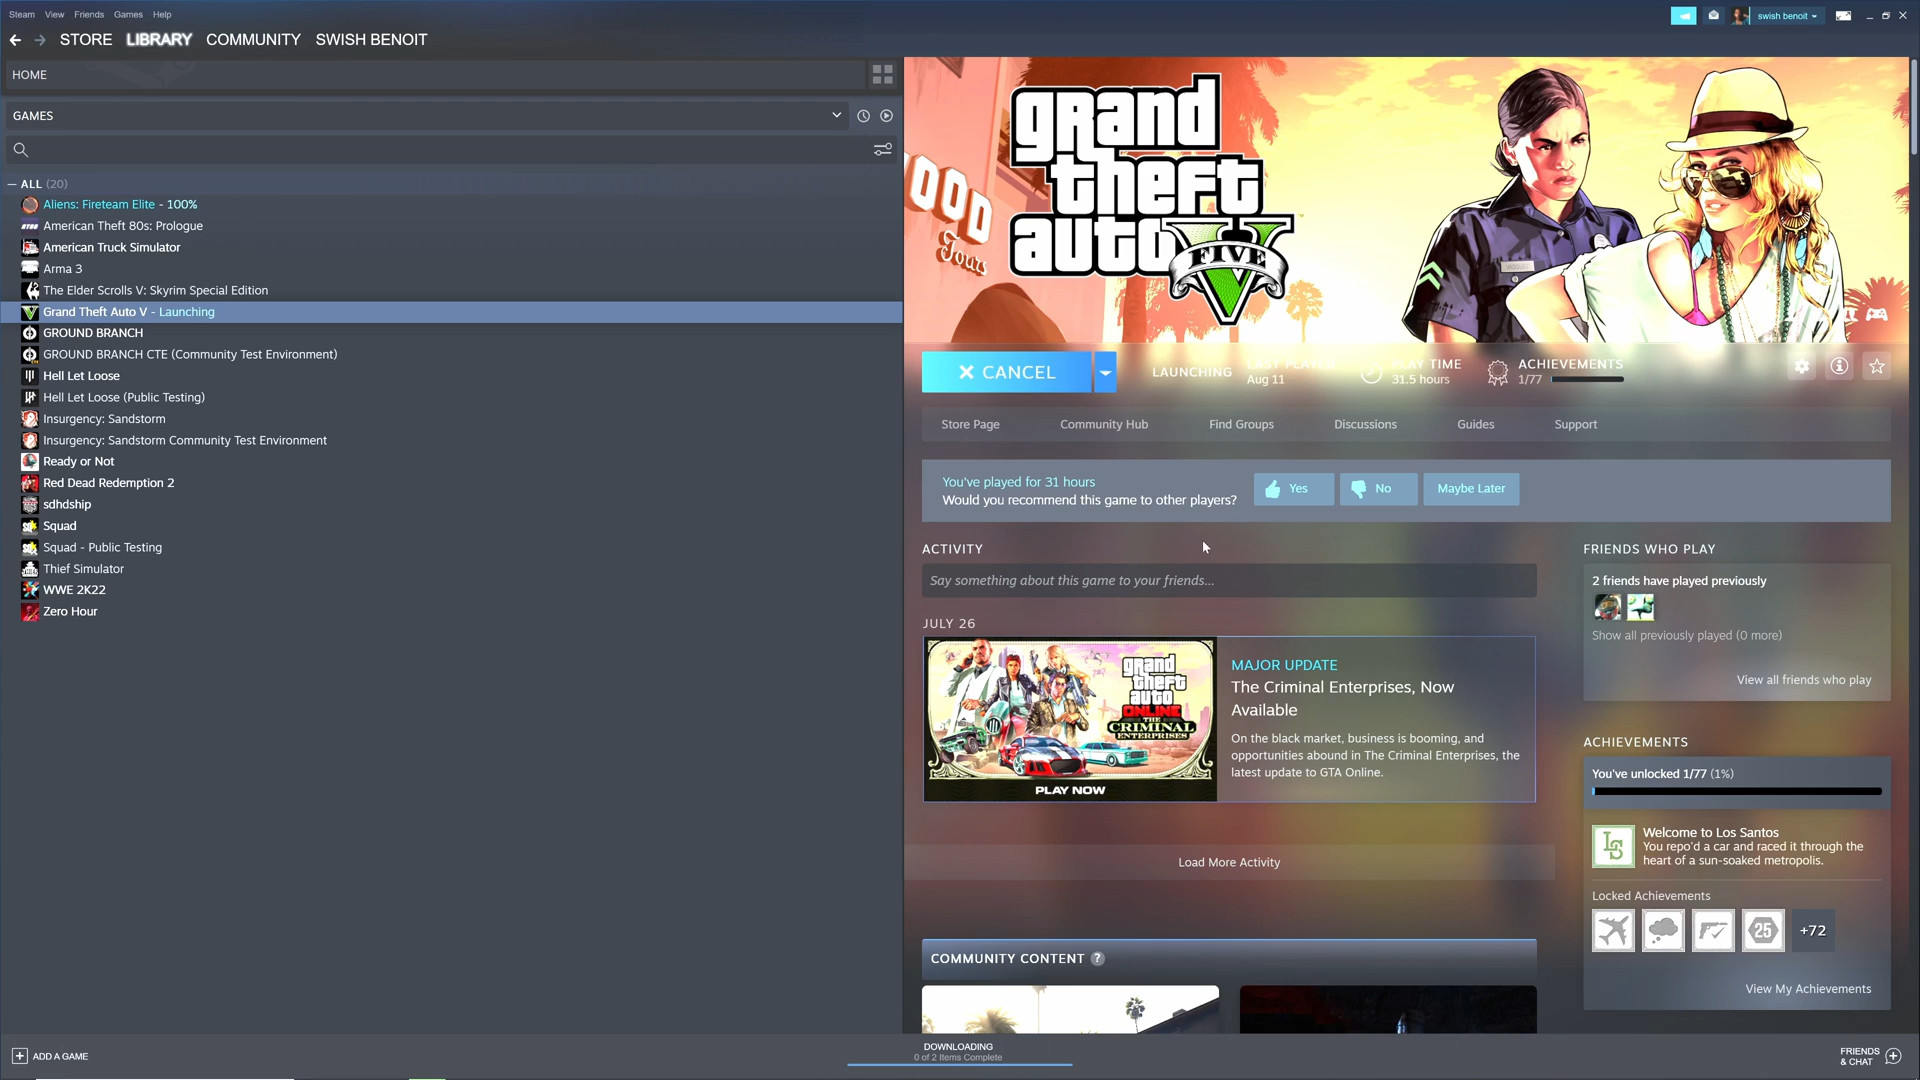 Steam View Friends Games Help
swish benoit
STORE LIBRARY COMMUNITY SWISH BENOIT
HOME
GAMES
ALL (20)
Aliens: Fireteam Elite - 100%
American Theft 80s: Prologue
American Truck Simulator
Arma 3
The Elder Scrolls V: Skyrim Special Edition
Grand Theft Auto V - Launching
GROUND BRANCH
GROUND BRANCH CTE (Community Test Environment)
Hell Let Loose
Hell Let Loose (Public Testing)
Insurgency: Sandstorm
Insurgency: Sandstorm Community Test Environment
Ready or Not
Red Dead Redemption 2
sdhdship
Squad
Squad - Public Testing
Thief Simulator
WWE 2K22
Zero Hour
grand
theft
auto V
FIVE
Tours
CANCEL
LAUNCHING
LAST PLAYED
Aug 11
PLAY TIME
31.5 hours
ACHIEVEMENTS
1/77
Store Page Community Hub Find Groups Discussions Guides Support
You've played for 31 hours
Would you recommend this game to other players?
Yes No Maybe Later
ACTIVITY
Say something about this game to your friends...
JULY 26
grand
theft
auto
ONLINE
THE
CRIMINAL
ENTERPRISES
PLAY NOW
MAJOR UPDATE
The Criminal Enterprises, Now
Available
On the black market, business is booming, and
opportunities abound in The Criminal Enterprises, the
latest update to GTA Online.
Load More Activity
COMMUNITY CONTENT ?
FRIENDS WHO PLAY
2 friends have played previously
Show all previously played (0 more)
View all friends who play
ACHIEVEMENTS
You've unlocked 1/77 (1%)
LS
Welcome to Los Santos
You repo'd a car and raced it through the
heart of a sun-soaked metropolis.
Locked Achievements
25
+72
View My Achievements
ADD A GAME
DOWNLOADING
0 of 2 Items Complete
FRIENDS
& CHAT